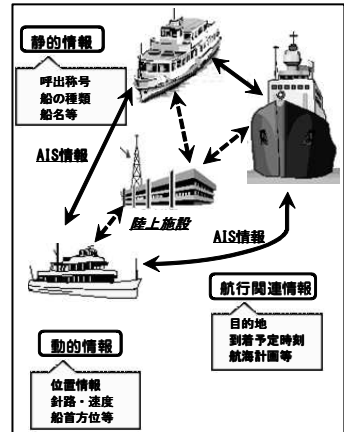 静的情報
呼出称号
船の種類
船名等
AIS情報
陸上施設
AIS情報
航行関連情報
目的地
到着予定時刻
航海計画等
動的情報
位置情報
針路・速度
船首方位等